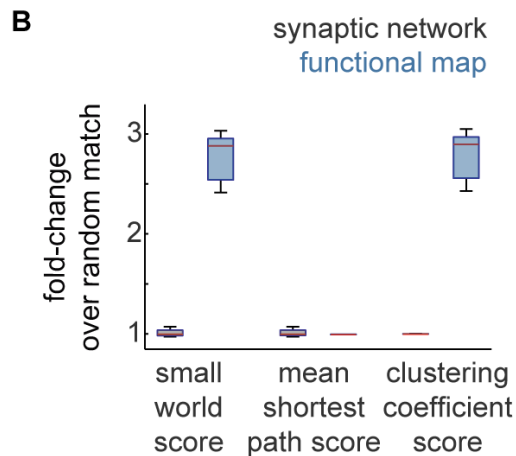 B
synaptic network
functional map
fold-change
over random match
3
2
1
small
world
score
mean
shortest
path score
clustering
coefficient
score